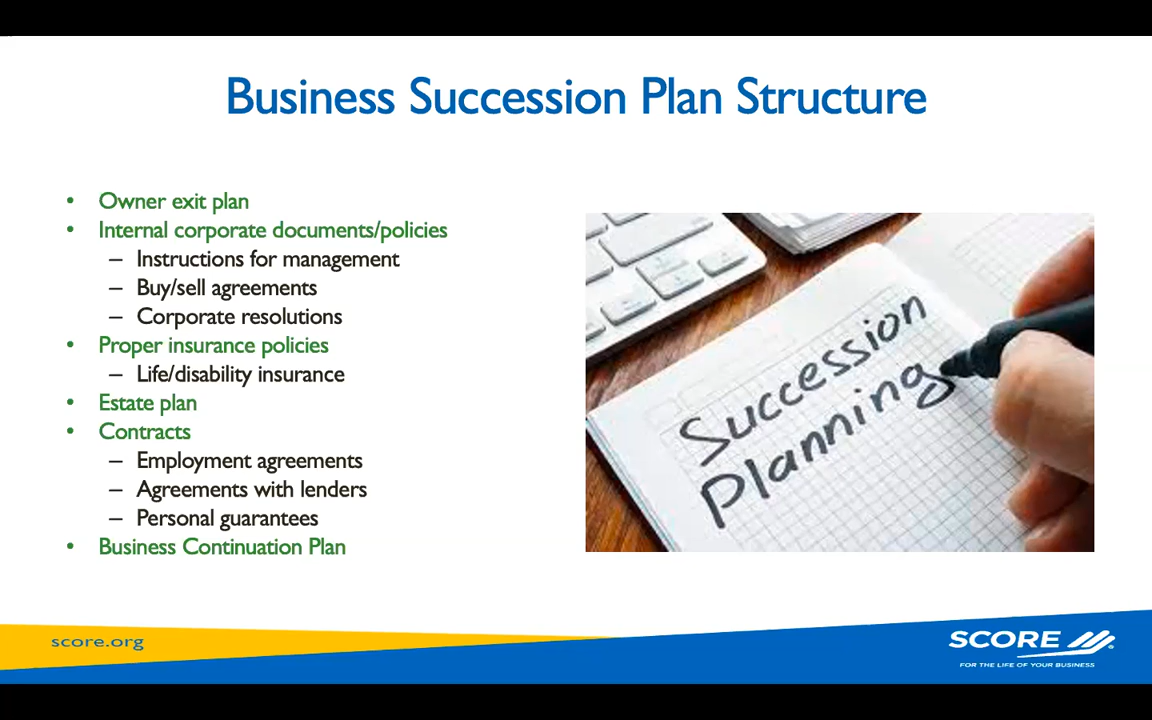 Business Succession Plan Structure
• Owner exit plan
• Internal corporate documents/policies
– Instructions for management
– Buy/sell agreements
– Corporate resolutions
• Proper insurance policies
– Life/disability insurance
• Estate plan
• Contracts
– Employment agreements
– Agreements with lenders
– Personal guarantees
• Business Continuation Plan
Succession
Planning
score.org
SCORE
FOR THE LIFE OF YOUR BUSINESS